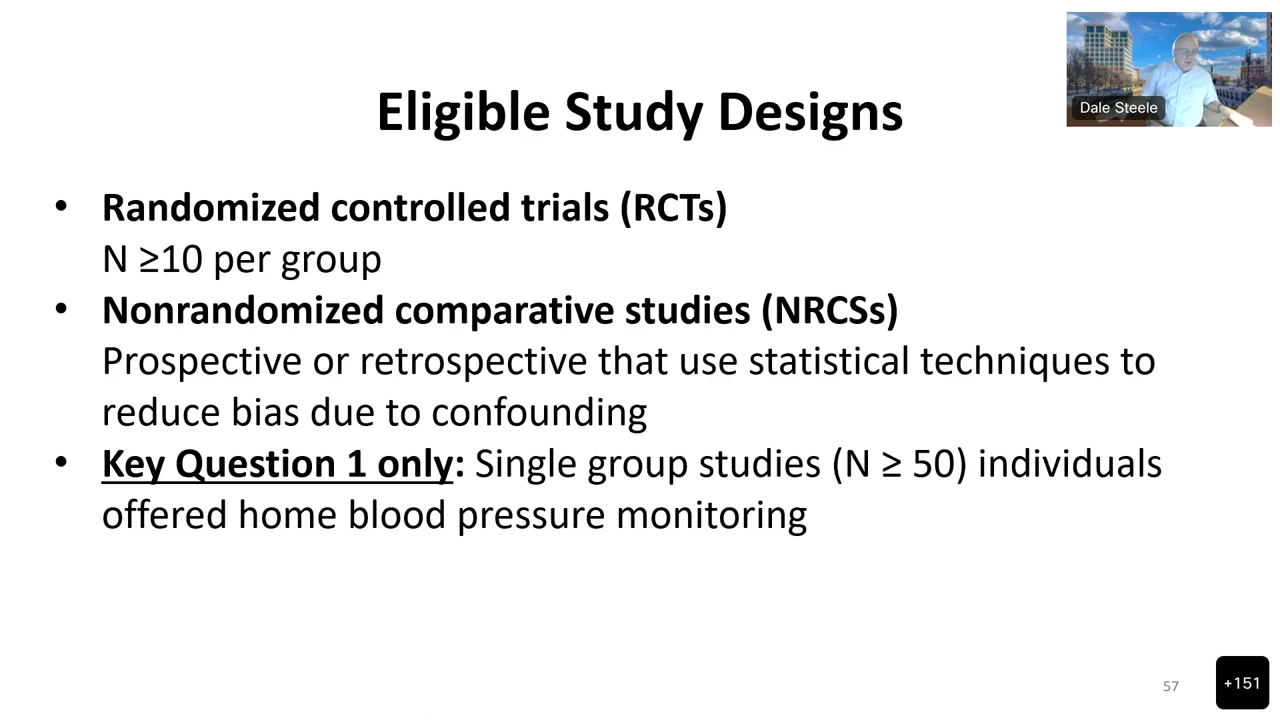 Dale Steele
Eligible Study Designs
• Randomized controlled trials (RCTs)
N ≥10 per group
• Nonrandomized comparative studies (NRCSs)
Prospective or retrospective that use statistical techniques to
reduce bias due to confounding
• Key Question 1 only: Single group studies (N ≥ 50) individuals
offered home blood pressure monitoring
57
+151